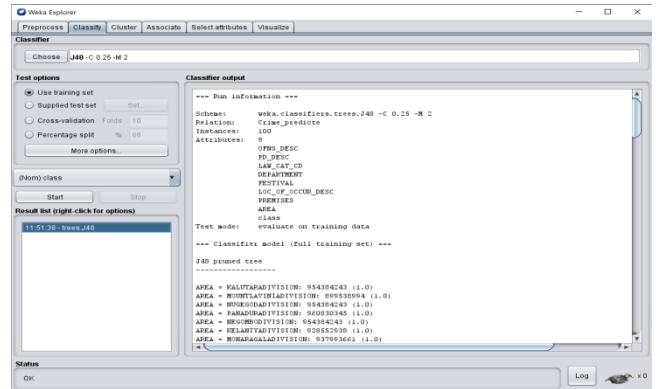 Weka Explorer
Preprocess Classify Cluster Associate Select attributes Visualize
Classifier
Choose J48 -C 0.25 -M 2
Test options
Use training set
Supplied test set Set...
Cross-validation Folds 10
Percentage split % 66
More options...
(Nom) class
Start Stop
Result list (right-click for options)
11:51:38 - trees.J48
Classifier output
=== Run information ===
Scheme: weka.classifiers.trees.J48 -C 0.25 -M 2
Relation: Crime_predicte
Instances: 100
Attributes: 9
OFNS_DESC
PD_DESC
LAW_CAT_CD
DEPARTMENT
FESTIVAL
LOC_OF_OCCUR_DESC
PREMISES
AREA
class
Test mode: evaluate on training data
=== Classifier model (full training set) ===
J48 pruned tree
------------------
AREA = KALUTARADIVISION: 954384243 (1.0)
AREA = MOUNTLAVINIADIVISION: 899538994 (1.0)
AREA = NUGEGODADIVISION: 954384243 (1.0)
AREA = PANADURADIVISION: 960830345 (1.0)
AREA = NEGOMBODIVISION: 954384243 (1.0)
AREA = KELANIYADIVISION: 928552938 (1.0)
AREA = MONARAGALADIVISION: 937893661 (1.0)
Status
OK
Log
x 0